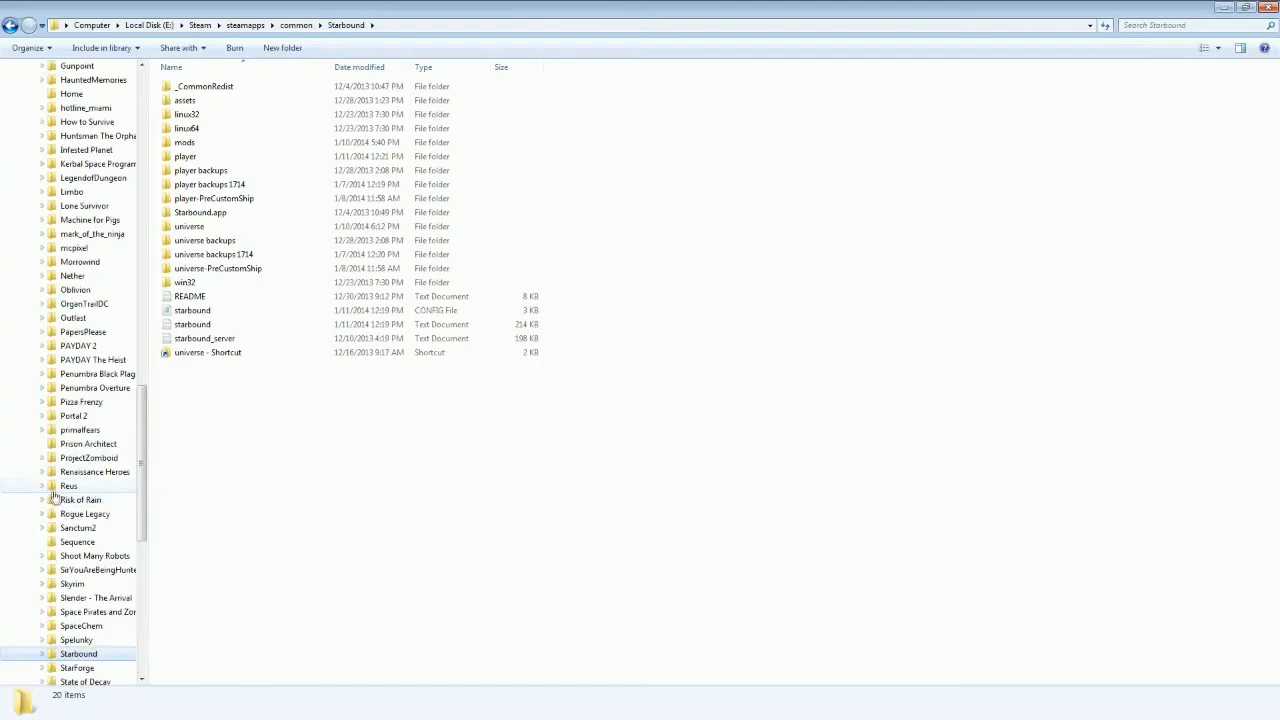 Computer Local Disk (E:) Steam steamapps common Starbound Search Starbound
Organize Include in library Share with Burn New folder
Name Date modified Type Size
Gunpoint
HauntedMemories
Home
hotline_miami
How to Survive
Huntsman The Orpha
Infested Planet
Kerbal Space Program
LegendofDungeon
Limbo
Lone Survivor
Machine for Pigs
mark_of_the_ninja
mcpixel
Morrowind
Nether
Oblivion
OrganTrailDC
Outlast
PapersPlease
PAYDAY 2
PAYDAY The Heist
Penumbra Black Plag
Penumbra Overture
Pizza Frenzy
Portal 2
primalfears
Prison Architect
ProjectZomboid
Renaissance Heroes
Reus
Risk of Rain
Rogue Legacy
Sanctum2
Sequence
Shoot Many Robots
SirYouAreBeingHunte
Skyrim
Slender - The Arrival
Space Pirates and Zor
SpaceChem
Spelunky
Starbound
StarForge
State of Decay
_CommonRedist 12/4/2013 10:47 PM File folder
assets 12/28/2013 1:23 PM File folder
linux32 12/23/2013 7:30 PM File folder
linux64 12/23/2013 7:30 PM File folder
mods 1/10/2014 5:40 PM File folder
player 1/11/2014 12:21 PM File folder
player backups 12/28/2013 2:08 PM File folder
player backups 1714 1/7/2014 12:19 PM File folder
player-PreCustomShip 1/8/2014 11:58 AM File folder
Starbound.app 12/4/2013 10:49 PM File folder
universe 1/10/2014 6:12 PM File folder
universe backups 12/28/2013 2:08 PM File folder
universe backups 1714 1/7/2014 12:20 PM File folder
universe-PreCustomShip 1/8/2014 11:58 AM File folder
win32 12/23/2013 7:30 PM File folder
README 12/30/2013 9:12 PM Text Document 8 KB
starbound 1/11/2014 12:19 PM CONFIG File 3 KB
starbound 1/11/2014 12:19 PM Text Document 214 KB
starbound_server 12/10/2013 4:19 PM Text Document 198 KB
universe - Shortcut 12/16/2013 9:17 AM Shortcut 2 KB
20 items